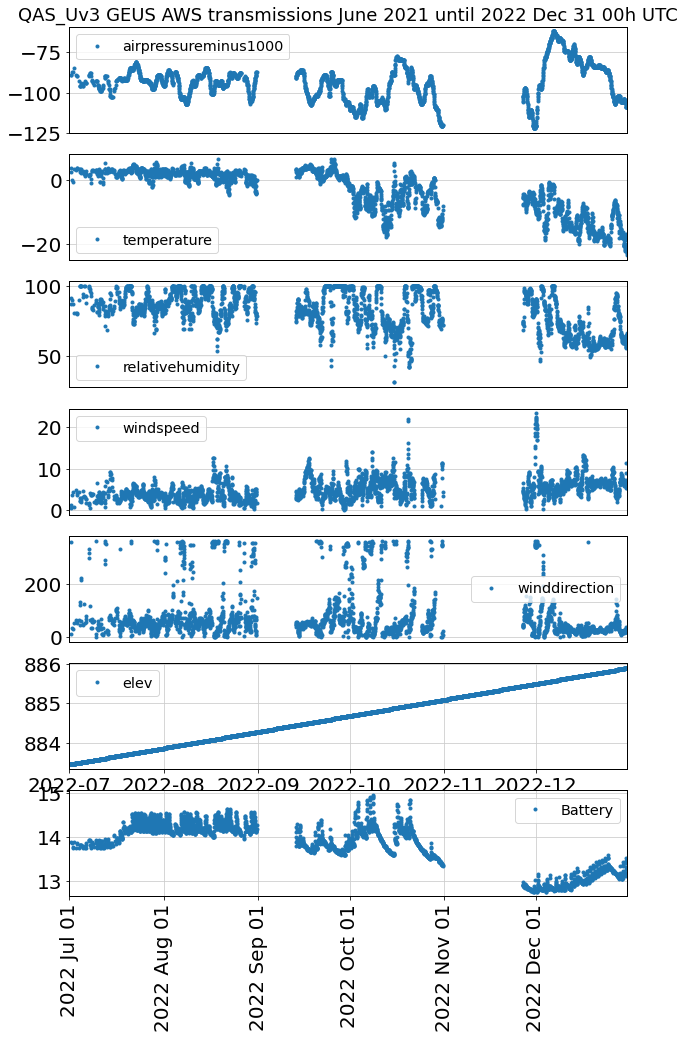 QAS_Uv3 GEUS AWS transmissions June 2021 until 2022 Dec 31 00h UTC
−75
−100
−125
airpressureminus1000
0
−20
temperature
100
50
relativehumidity
20
10
0
windspeed
200
0
winddirection
886
885
884
elev
2022-07 2022-08 2022-09 2022-10 2022-11 2022-12
15
14
13
Battery
2022 Jul 01
2022 Aug 01
2022 Sep 01
2022 Oct 01
2022 Nov 01
2022 Dec 01